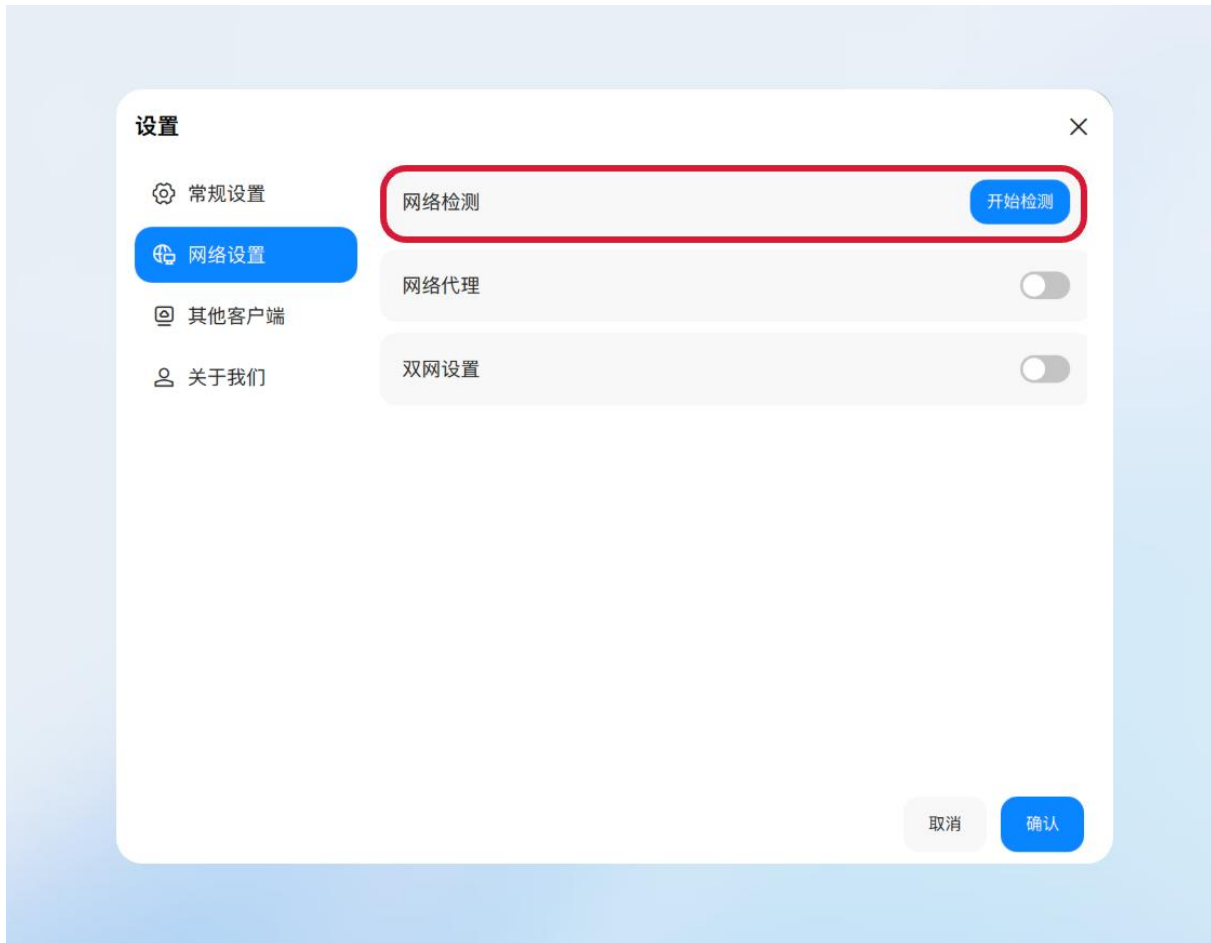 设置
常规设置
网络设置
其他客户端
关于我们
网络检测
开始检测
网络代理
双网设置
取消
确认